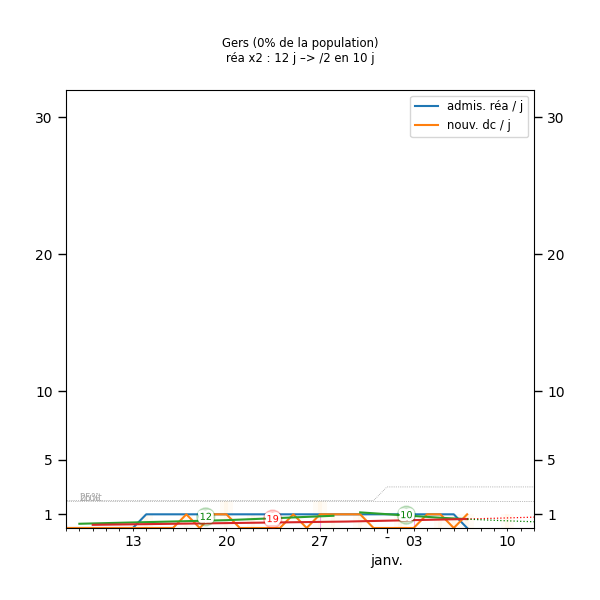 Gers (0% de la population)
réa x2 : 12 j –> /2 en 10 j
admis. réa / j
nouv. dc / j
30 30
20 20
10 10
5 5
1 12 19 -10 1
13 20 27 - 03 10
janv.